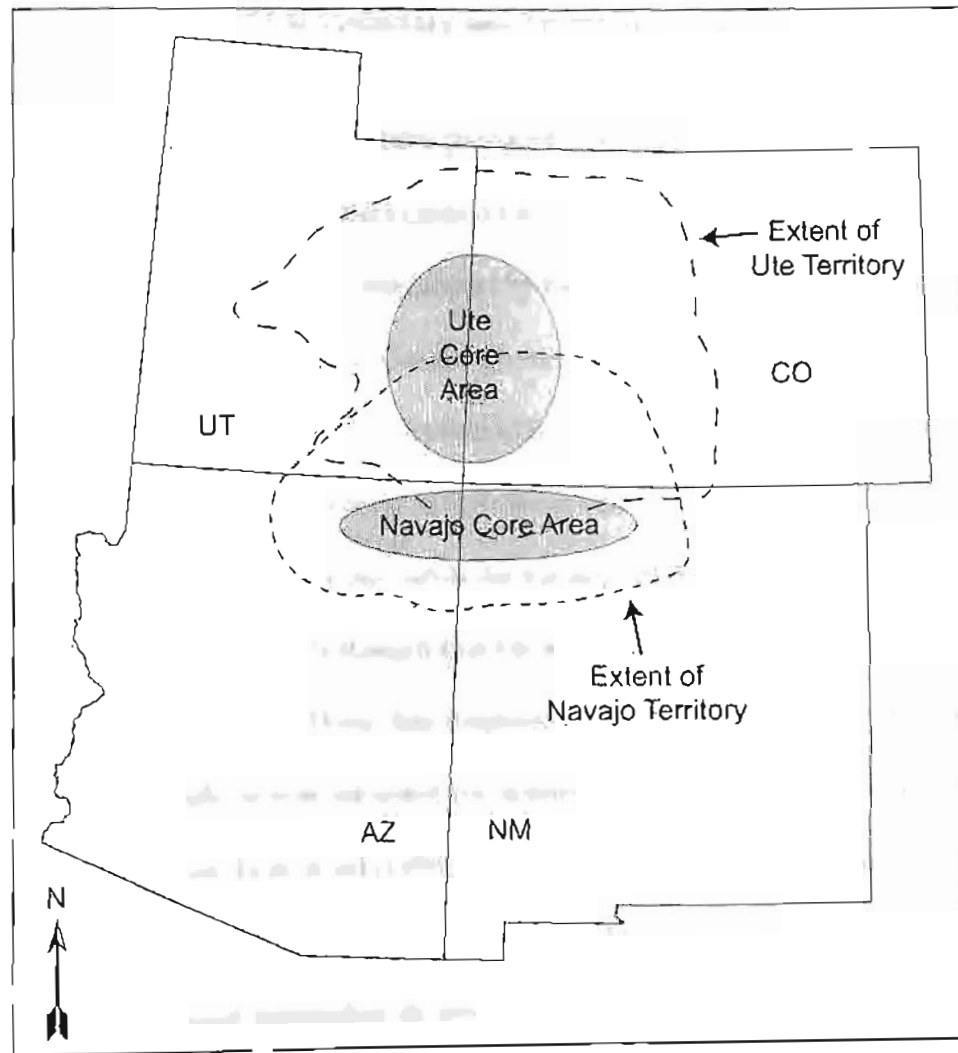 Extent of
Ute Territory
Ute
Core
Area
CO
UT
Navajo Core Area
Extent of
Navajo Territory
AZ
NM
N